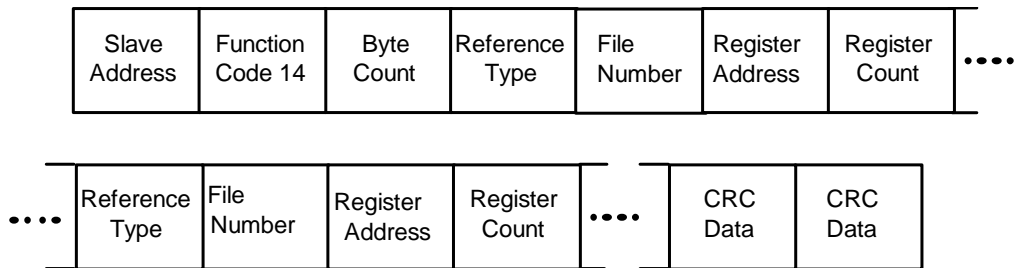 Slave Address
Function Code 14
Byte Count
Reference Type
File Number
Register Address
Register Count
Reference Type
File Number
Register Address
Register Count
CRC Data
CRC Data